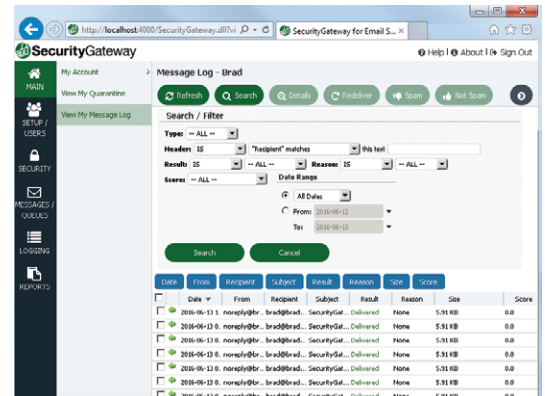 http://localhost:4000/SecurityGateway.dll?vi
SecurityGateway for Email S...
SecurityGateway
Help | About | Sign Out
MAIN
SETUP / USERS
SECURITY
MESSAGES / QUEUES
LOGGING
REPORTS
My Account
View My Quarantine
View My Message Log
Message Log - Brad
Refresh Search Details Redeliver Spam Not Spam
Search / Filter
Type: -- ALL --
Header: IS "Recipient" matches this text
Result: IS -- ALL -- Reason: IS -- ALL --
Score: -- ALL -- Date Range
All Dates
From: 2016-06-12
To: 2016-06-13
Search Cancel
Date From Recipient Subject Result Reason Size Score
Date From Recipient Subject Result Reason Size Score
2016-06-13 1. noreply@br... brad@brad... SecurityGat... Delivered None 5.91 KB 0.0
2016-06-13 0. noreply@br... brad@brad... SecurityGat... Delivered None 5.91 KB 0.0
2016-06-13 0. noreply@br... brad@brad... SecurityGat... Delivered None 5.91 KB 0.0
2016-06-13 0. noreply@br... brad@brad... SecurityGat... Delivered None 5.91 KB 0.0
2016-06-13 0. noreply@br... brad@brad... SecurityGat... Delivered None 5.91 KB 0.0
2016-06-13 0. noreply@br... brad@brad... SecurityGat... Delivered None 5.91 KB 0.0